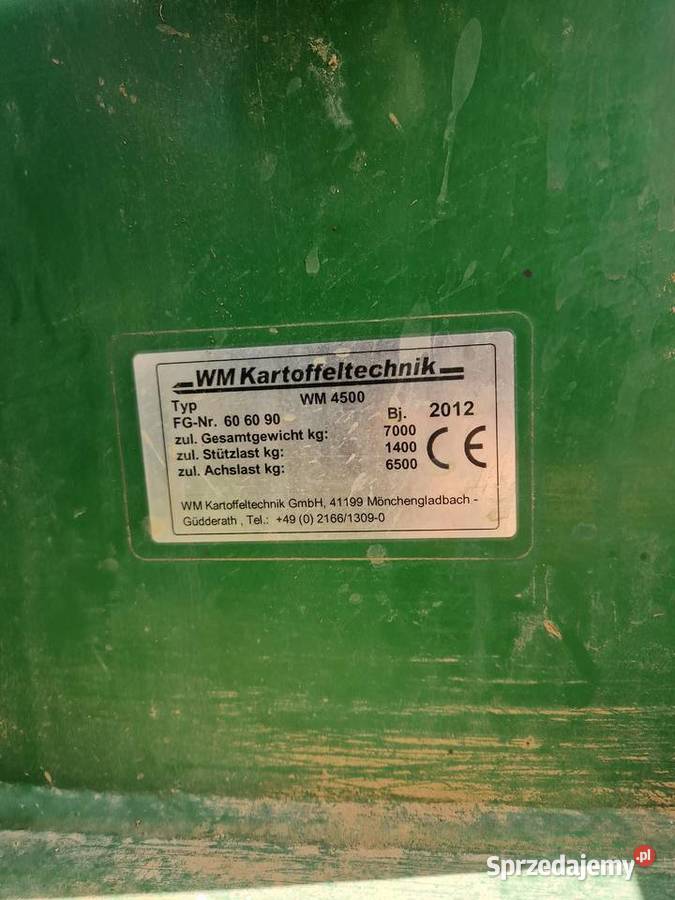 WM Kartoffeltechnik
Typ WM 4500
FG-Nr. 60 60 90 Bj. 2012
zul. Gesamtgewicht kg: 7000
zul. Stützlast kg: 1400
zul. Achslast kg: 6500
CE
WM Kartoffeltechnik GmbH, 41199 Mönchengladbach -
Güdderath , Tel.: +49 (0) 2166/1309-0
Sprzedajemy.pl